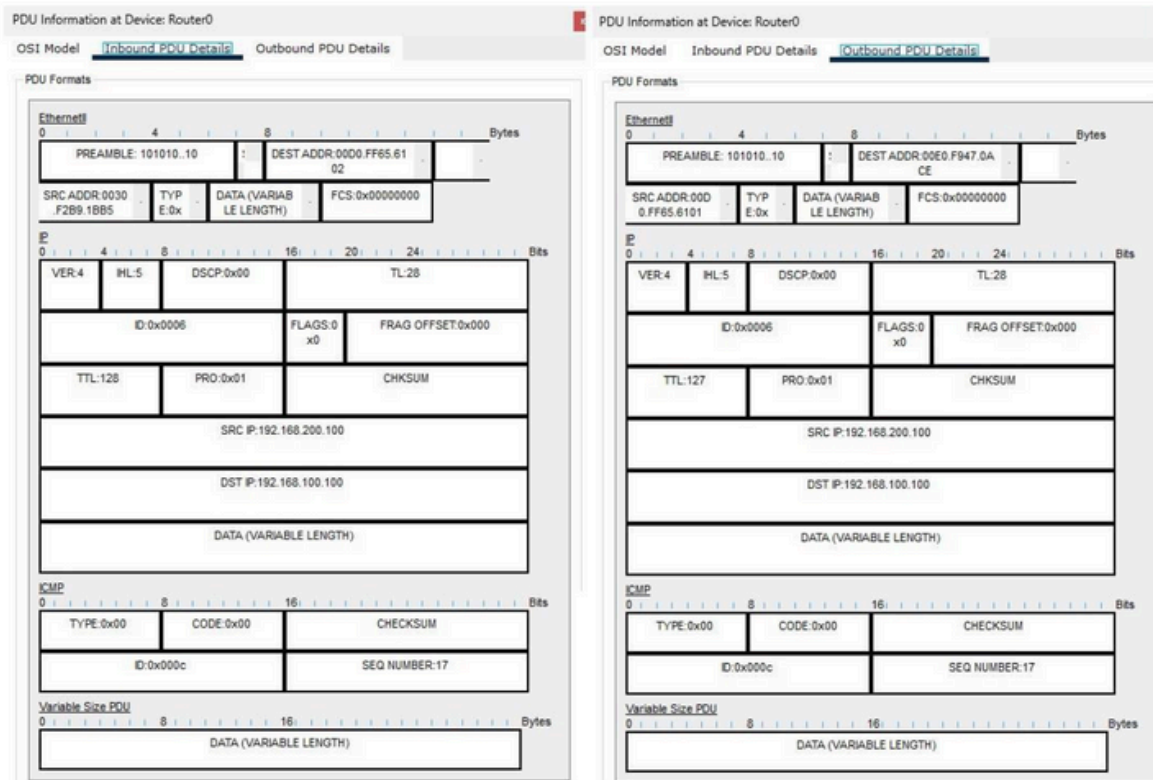 PDU Information at Device: Router0
OSI Model Inbound PDU Details Outbound PDU Details
PDU Formats
EthernetII
0 4 8 Bytes
PREAMBLE: 101010..10 DEST ADDR:00D0.FF65.61
02
SRC ADDR:0030
.F2B9.1BB5
TYP
E:0x
DATA (VARIAB
LE LENGTH)
FCS:0x00000000
IP
0 4 8 16 20 24 Bits
VER:4 IHL:5 DSCP:0x00 TL:28
ID:0x0006 FLAGS:0
x0
FRAG OFFSET:0x000
TTL:128 PRO:0x01 CHKSUM
SRC IP:192.168.200.100
DST IP:192.168.100.100
DATA (VARIABLE LENGTH)
ICMP
0 8 16 Bits
TYPE:0x00 CODE:0x00 CHECKSUM
ID:0x000c SEQ NUMBER:17
Variable Size PDU
0 8 16 Bytes
DATA (VARIABLE LENGTH)
PDU Information at Device: Router0
OSI Model Inbound PDU Details Outbound PDU Details
PDU Formats
EthernetII
0 4 8 Bytes
PREAMBLE: 101010..10 DEST ADDR:00E0.F947.0A
CE
SRC ADDR:00D
0.FF65.6101
TYP
E:0x
DATA (VARIAB
LE LENGTH)
FCS:0x00000000
IP
0 4 8 16 20 24 Bits
VER:4 IHL:5 DSCP:0x00 TL:28
ID:0x0006 FLAGS:0
x0
FRAG OFFSET:0x000
TTL:127 PRO:0x01 CHKSUM
SRC IP:192.168.200.100
DST IP:192.168.100.100
DATA (VARIABLE LENGTH)
ICMP
0 8 16 Bits
TYPE:0x00 CODE:0x00 CHECKSUM
ID:0x000c SEQ NUMBER:17
Variable Size PDU
0 8 16 Bytes
DATA (VARIABLE LENGTH)